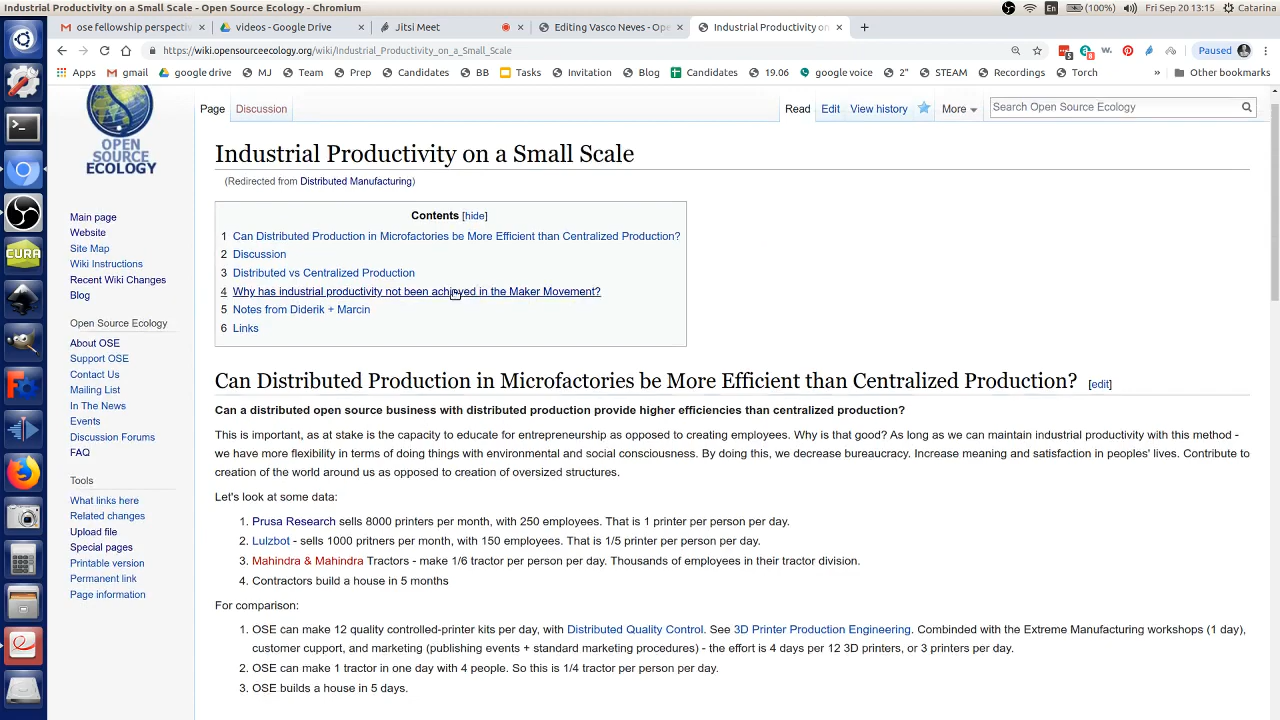 Industrial Productivity on a Small Scale - Open Source Ecology - Chromium
En (100%) Fri Sep 20 13:15 Catarina
ose fellowship perspectiv × videos - Google Drive × Jitsi Meet × Editing Vasco Neves - Ope × Industrial Productivity on ×
https://wiki.opensourceecology.org/wiki/Industrial_Productivity_on_a_Small_Scale Paused
Apps gmail google drive MJ Team Prep Candidates BB Tasks Invitation Blog Candidates 19.06 google voice 2" STEAM Recordings Torch » Other bookmarks
OPEN
SOURCE
ECOLOGY
Main page
Website
Site Map
Wiki Instructions
Recent Wiki Changes
Blog
Open Source Ecology
About OSE
Support OSE
Contact Us
Mailing List
In The News
Events
Discussion Forums
FAQ
Tools
What links here
Related changes
Upload file
Special pages
Printable version
Permanent link
Page information
CURA
Page Discussion Read Edit View history More Search Open Source Ecology
Industrial Productivity on a Small Scale
(Redirected from Distributed Manufacturing)
Contents [hide]
1 Can Distributed Production in Microfactories be More Efficient than Centralized Production?
2 Discussion
3 Distributed vs Centralized Production
4 Why has industrial productivity not been achieved in the Maker Movement?
5 Notes from Diderik + Marcin
6 Links
Can Distributed Production in Microfactories be More Efficient than Centralized Production? [edit]
Can a distributed open source business with distributed production provide higher efficiencies than centralized production?
This is important, as at stake is the capacity to educate for entrepreneurship as opposed to creating employees. Why is that good? As long as we can maintain industrial productivity with this method -
we have more flexibility in terms of doing things with environmental and social consciousness. By doing this, we decrease bureaucracy. Increase meaning and satisfaction in peoples' lives. Contribute to
creation of the world around us as opposed to creation of oversized structures.
Let's look at some data:
1. Prusa Research sells 8000 printers per month, with 250 employees. That is 1 printer per person per day.
2. Lulzbot - sells 1000 pritners per month, with 150 employees. That is 1/5 printer per person per day.
3. Mahindra & Mahindra Tractors - make 1/6 tractor per person per day. Thousands of employees in their tractor division.
4. Contractors build a house in 5 months
For comparison:
1. OSE can make 12 quality controlled-printer kits per day, with Distributed Quality Control. See 3D Printer Production Engineering. Combined with the Extreme Manufacturing workshops (1 day),
customer support, and marketing (publishing events + standard marketing procedures) - the effort is 4 days per 12 3D printers, or 3 printers per day.
2. OSE can make 1 tractor in one day with 4 people. So this is 1/4 tractor per person per day.
3. OSE builds a house in 5 days.